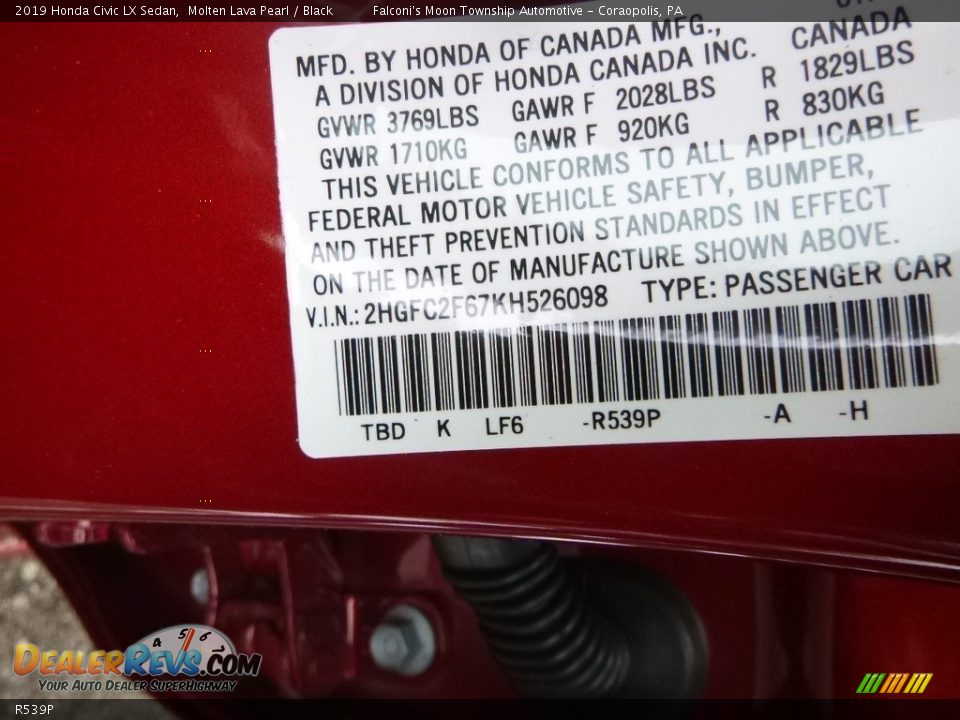 2019 Honda Civic LX Sedan, Molten Lava Pearl / Black Falconi's Moon Township Automotive - Coraopolis, PA
MFD. BY HONDA OF CANADA MFG.,
A DIVISION OF HONDA CANADA INC. CANADA
GVWR 3769LBS GAWR F 2028LBS R 1829LBS
GVWR 1710KG GAWR F 920KG R 830KG
THIS VEHICLE CONFORMS TO ALL APPLICABLE
FEDERAL MOTOR VEHICLE SAFETY, BUMPER,
AND THEFT PREVENTION STANDARDS IN EFFECT
ON THE DATE OF MANUFACTURE SHOWN ABOVE.
V.I.N.: 2HGFC2F67KH526098 TYPE: PASSENGER CAR
TBD K LF6 -R539P -A -H
4 5 6
DEALERREVS.COM
YOUR AUTO DEALER SUPERHIGHWAY
R539P